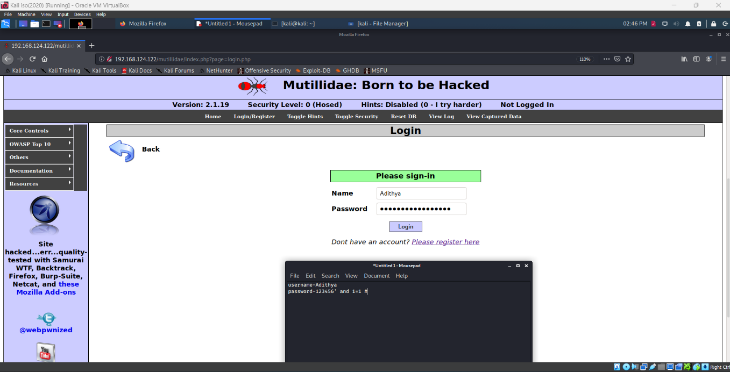 Kali lso(2020) [Running] - Oracle VM VirtualBox
File Machine View Input Devices Help
Mozilla Firefox
*Untitled 1 - Mousepad
[kali@kali: ~]
[kali - File Manager]
02:46 PM
Mozilla Firefox
192.168.124.122/mutillid
192.168.124.122/mutillidae/index.php?page=login.php
110%
Kali Linux Kali Training Kali Tools Kali Docs Kali Forums NetHunter Offensive Security Exploit-DB GHDB MSFU
Mutillidae: Born to be Hacked
Version: 2.1.19 Security Level: 0 (Hosed) Hints: Disabled (0 - I try harder) Not Logged In
Home Login/Register Toggle Hints Toggle Security Reset DB View Log View Captured Data
Core Controls
OWASP Top 10
Others
Documentation
Resources
Login
Back
Please sign-in
Name Adithya
Password
Login
Dont have an account? Please register here
Site
hacked...err...quality-
tested with Samurai
WTF, Backtrack,
Firefox, Burp-Suite,
Netcat, and these
Mozilla Add-ons
@webpwnized
*Untitled 1 - Mousepad
File Edit Search View Document Help
username=Adithya
password=123456' and 1=1 #
Right Ctrl